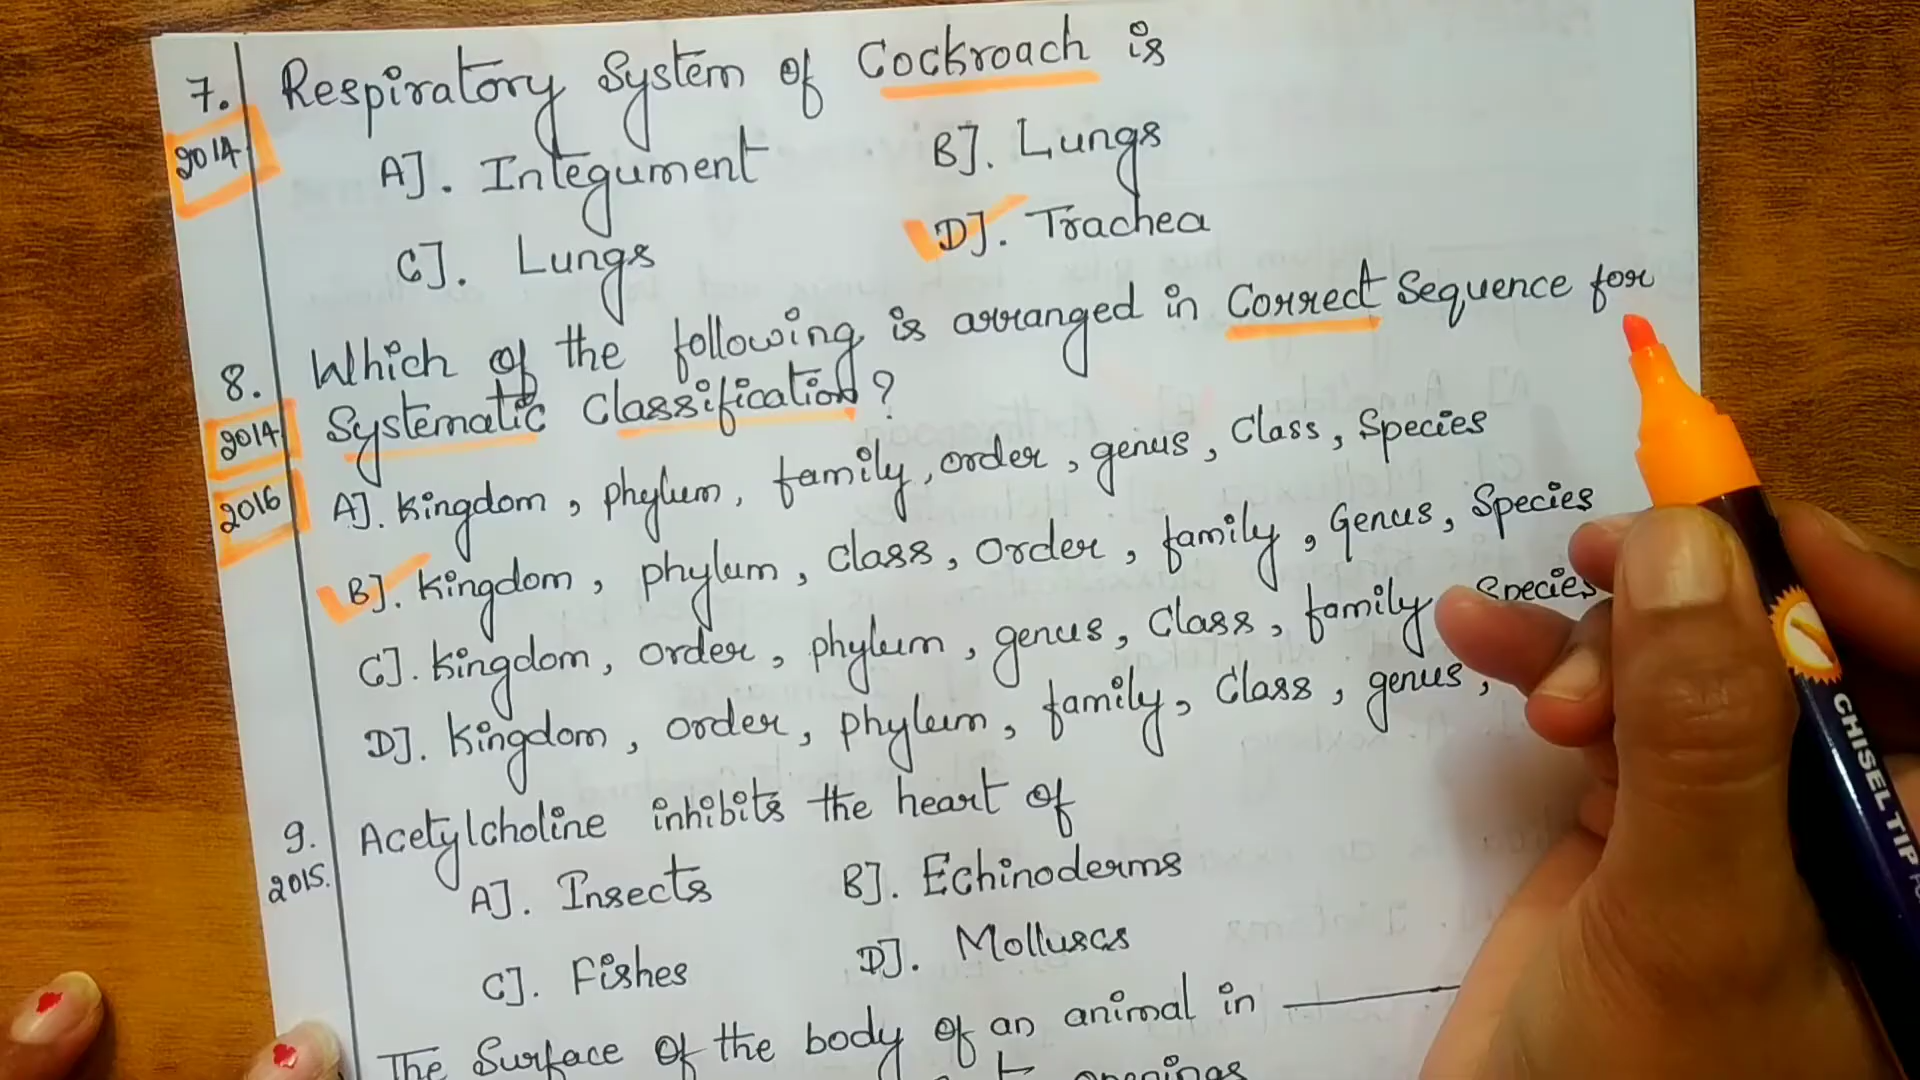 7. Respiratory System of Cockroach is
2014
A]. Integument B]. Lungs
C]. Lungs D]. Trachea
8. Which of the following is arranged in Correct Sequence for
2014 Systematic Classification?
2016 A]. Kingdom, phylum, family, order, genus, Class, Species
B]. Kingdom, phylum, Class, Order, family, Genus, Species
C]. Kingdom, order, phylum, genus, Class, family Species
D]. Kingdom, order, phylum, family, Class, genus,
9. Acetylcholine inhibits the heart of
2015. A]. Insects B]. Echinoderms
C]. Fishes D]. Molluscs
The Surface of the body of an animal in
openings
CHISEL TIP